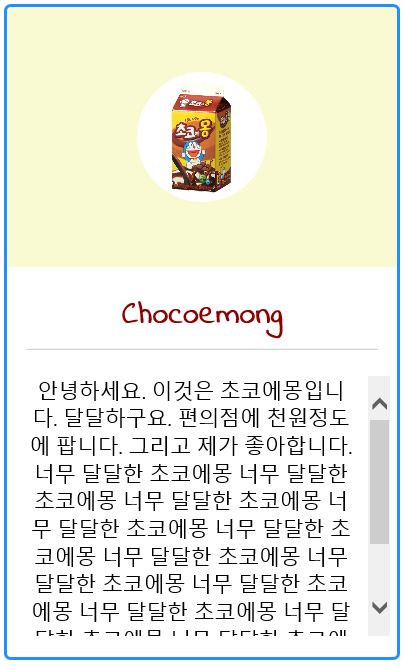 초코에몽
Chocoemong
안녕하세요. 이것은 초코에몽입니
다. 달달하구요. 편의점에 천원정도
에 팝니다. 그리고 제가 좋아합니다.
너무 달달한 초코에몽 너무 달달한
초코에몽 너무 달달한 초코에몽 너
무 달달한 초코에몽 너무 달달한 초
코에몽 너무 달달한 초코에몽 너무
달달한 초코에몽 너무 달달한 초코
에몽 너무 달달한 초코에몽 너무 달
달한 초코에몽 너무 달달한 초코에